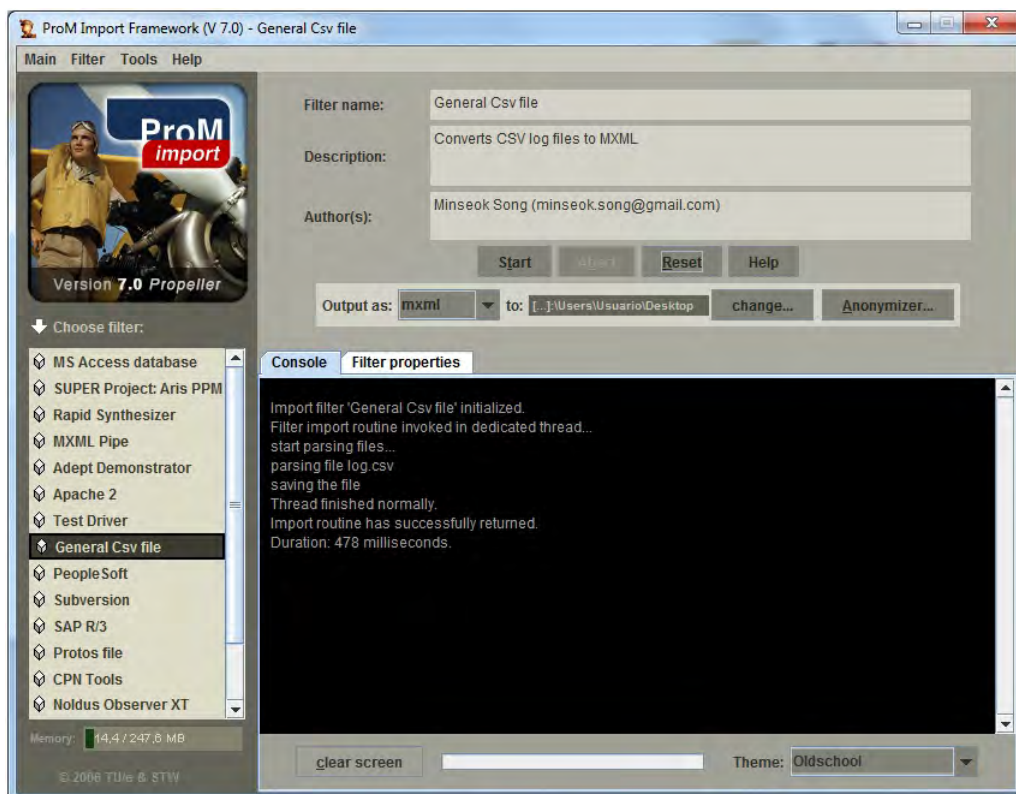 ProM Import Framework (V 7.0) - General Csv file
Main Filter Tools Help
ProM
import
Version 7.0 Propeller
Filter name:
General Csv file
Description:
Converts CSV log files to MXML
Author(s):
Minseok Song (minseok.song@gmail.com)
Start Abort Reset Help
Output as: mxml to: [...]:\Users\Usuario\Desktop change... Anonymizer...
Choose filter:
MS Access database
SUPER Project: Aris PPM
Rapid Synthesizer
MXML Pipe
Adept Demonstrator
Apache 2
Test Driver
General Csv file
PeopleSoft
Subversion
SAP R/3
Protos file
CPN Tools
Noldus Observer XT
Memory: 14,4 / 247,6 MB
© 2006 TU/e & STW
Console Filter properties
Import filter 'General Csv file' initialized.
Filter import routine invoked in dedicated thread...
start parsing files...
parsing file log.csv
saving the file
Thread finished normally.
Import routine has successfully returned.
Duration: 478 milliseconds.
clear screen
Theme: Oldschool